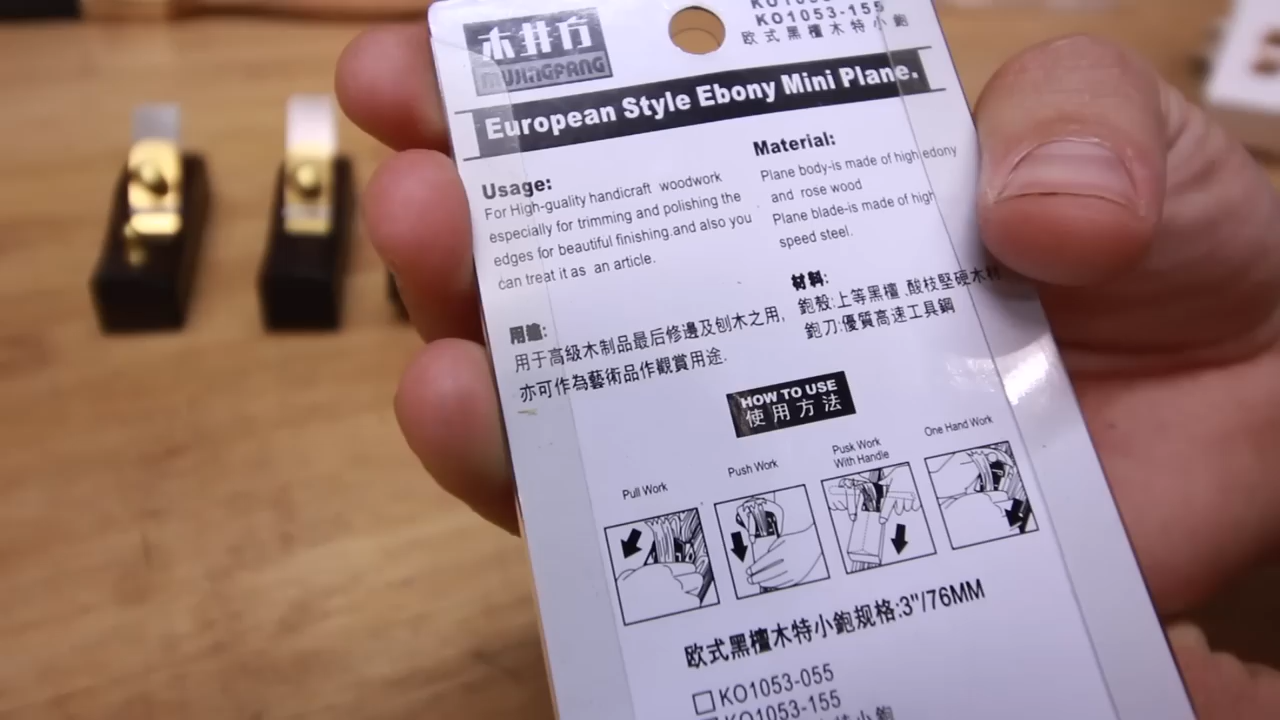 木井方
MUJINGFANG
KO1053-155
欧式黑檀木特小鉋
European Style Ebony Mini Plane.
Usage:
For High-guality handicraft woodwork
especially for trimming and polishing the
edges for beautiful finishing.and also you
can treat it as an article.
Material:
Plane body-is made of high edony
and rose wood
Plane blade-is made of high
speed steel.
用途:
用于高級木制品最后修邊及刨木之用,
亦可作為藝術品作觀賞用途.
材料:
鉋殼:上等黑檀、酸枝堅硬木材
鉋刀:優質高速工具鋼
HOW TO USE
使用方法
Pull Work
Push Work
Pusk Work
With Handle
One Hand Work
欧式黑檀木特小鉋规格:3"/76MM
KO1053-055
KO1053-155